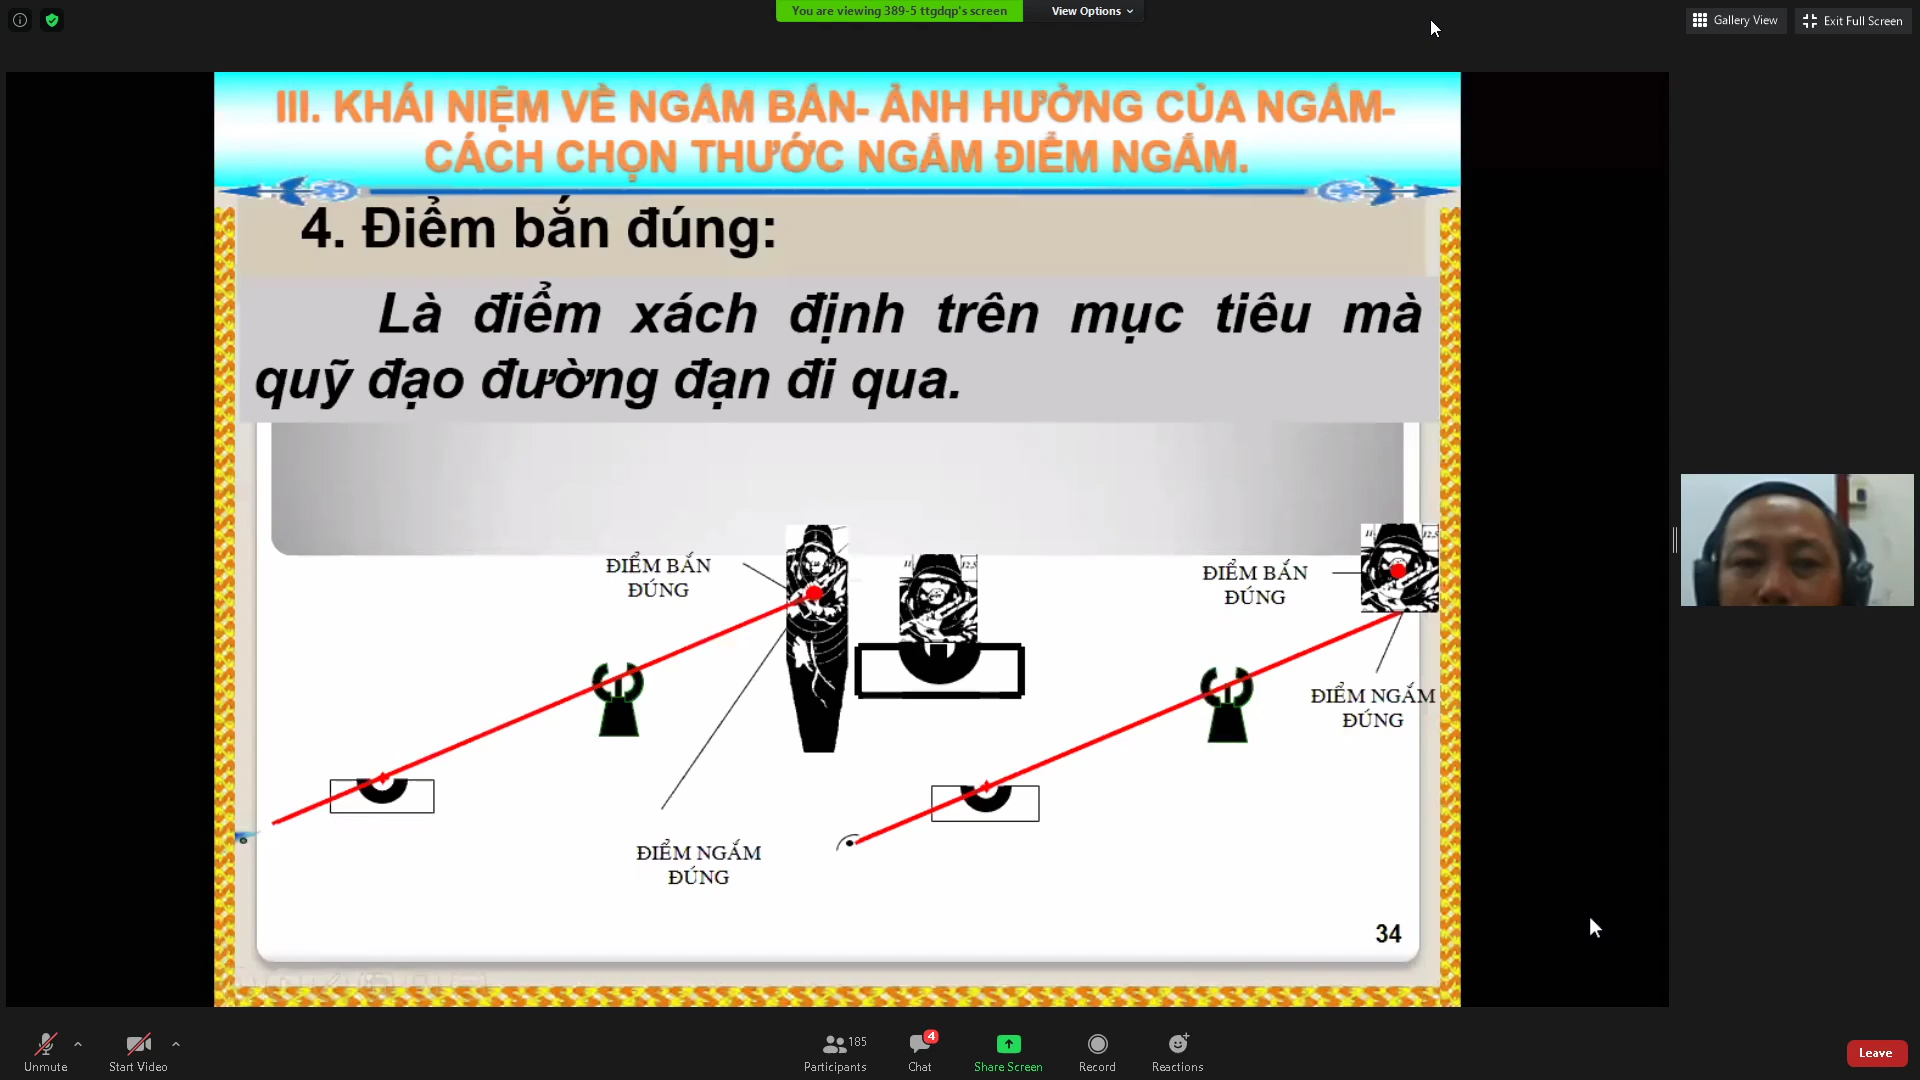 You are viewing 389-5 ttgdqp's screen
View Options
Gallery View
Exit Full Screen
III. KHÁI NIỆM VỀ NGẮM BẮN- ẢNH HƯỞNG CỦA NGẮM-
CÁCH CHỌN THƯỚC NGẮM ĐIỂM NGẮM.
4. Điểm bắn đúng:
Là điểm xách định trên mục tiêu mà
quỹ đạo đường đạn đi qua.
ĐIỂM BẮN
ĐÚNG
ĐIỂM BẮN
ĐÚNG
ĐIỂM NGẮM
ĐÚNG
ĐIỂM NGẮM
ĐÚNG
34
Unmute
Start Video
185
Participants
4
Chat
Share Screen
Record
Reactions
Leave